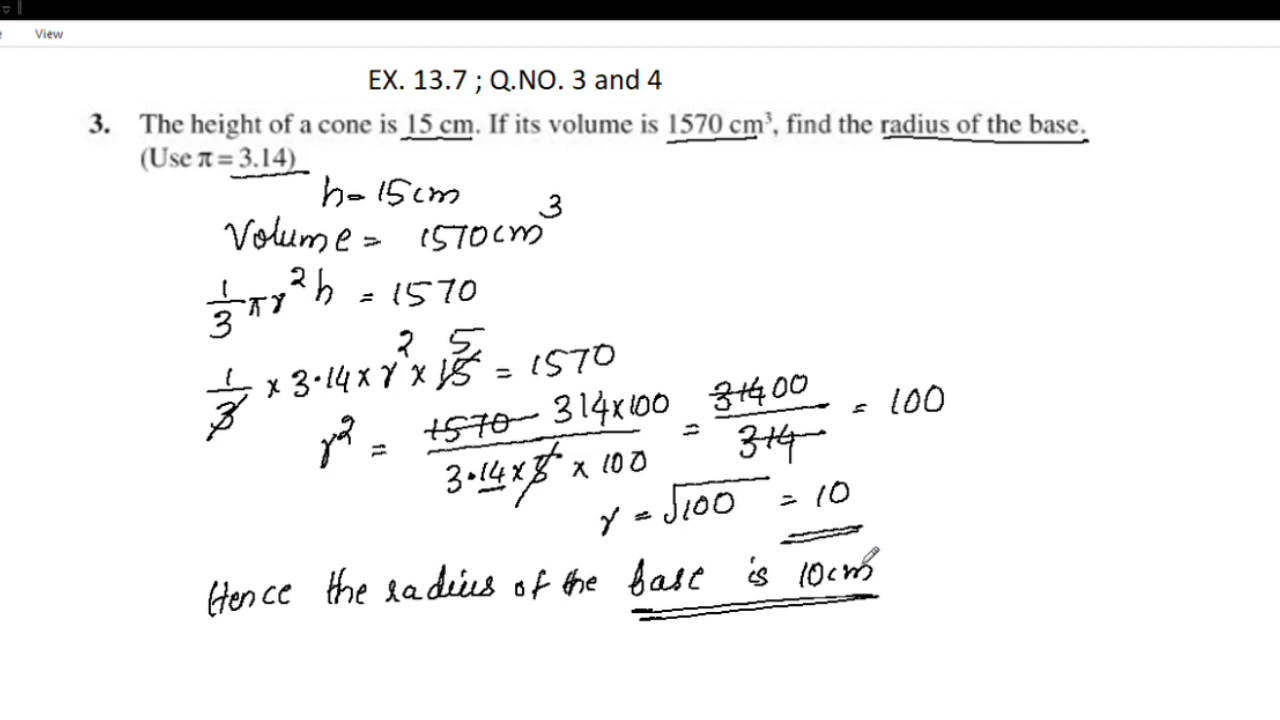 View
EX. 13.7 ; Q.NO. 3 and 4
3. The height of a cone is 15 cm. If its volume is 1570 cm³, find the radius of the base.
(Use π = 3.14)
h = 15cm
Volume = 1570cm³
1/3 πr²h = 1570
1/3 × 3.14 × r² × 15 5 = 1570
r² = 1570 314×100 / 3.14 × 5 × 100 = 31400 / 314 = 100
r = √100 = 10
Hence the radius of the base is 10cm